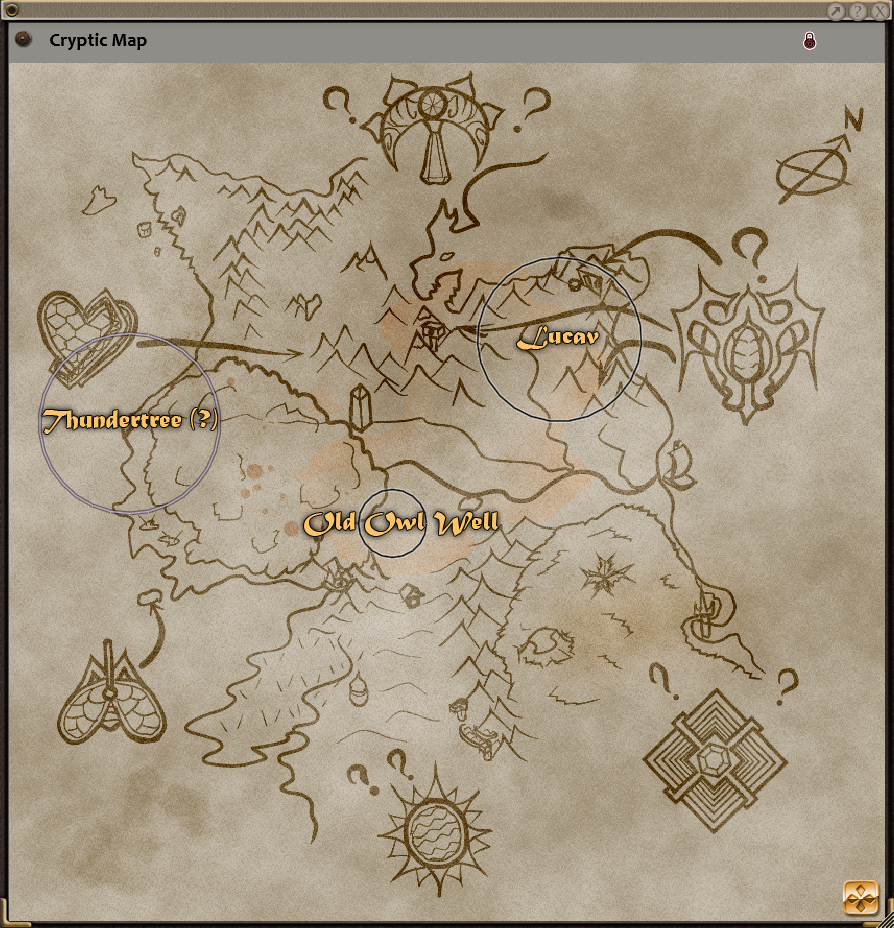 ? X
Cryptic Map
? ?
N
?
Lucav
Thundertree (?)
Old Owl Well
? ?
? ?